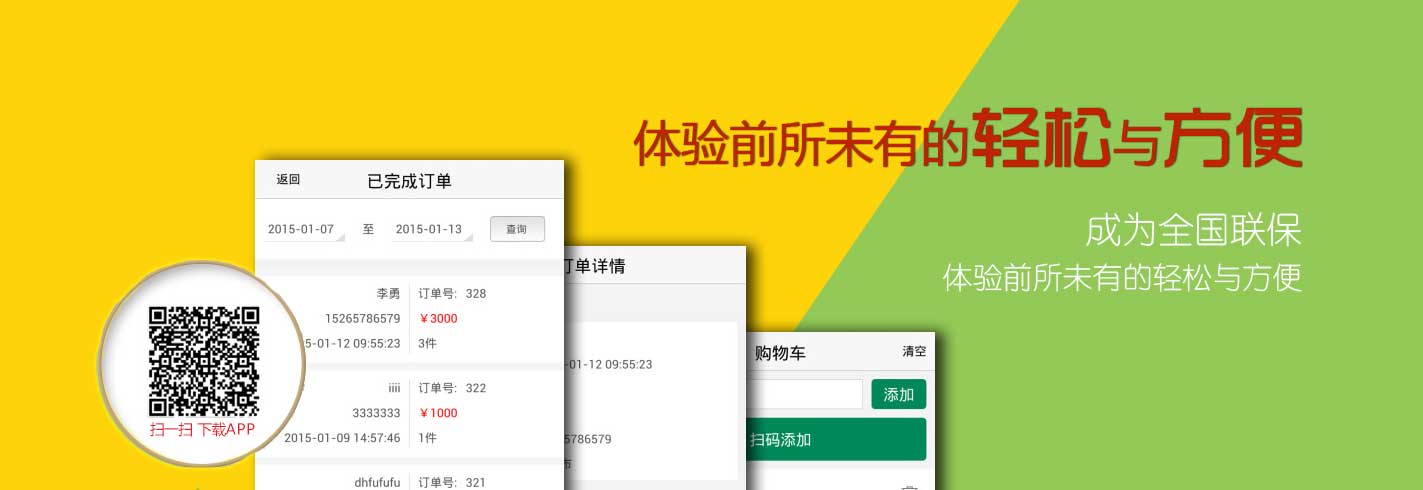 体验前所未有的轻松与方便
成为全国联保
体验前所未有的轻松与方便
返回 已完成订单
2015-01-07 至 2015-01-13 查询
李勇 订单号: 328
15265786579 ￥3000
5-01-12 09:55:23 3件
iiii 订单号: 322
3333333 ￥1000
2015-01-09 14:57:46 1件
dhfufufu 订单号: 321
扫一扫 下载APP
订单详情
-01-12 09:55:23
5786579
市
购物车 清空
添加
扫码添加